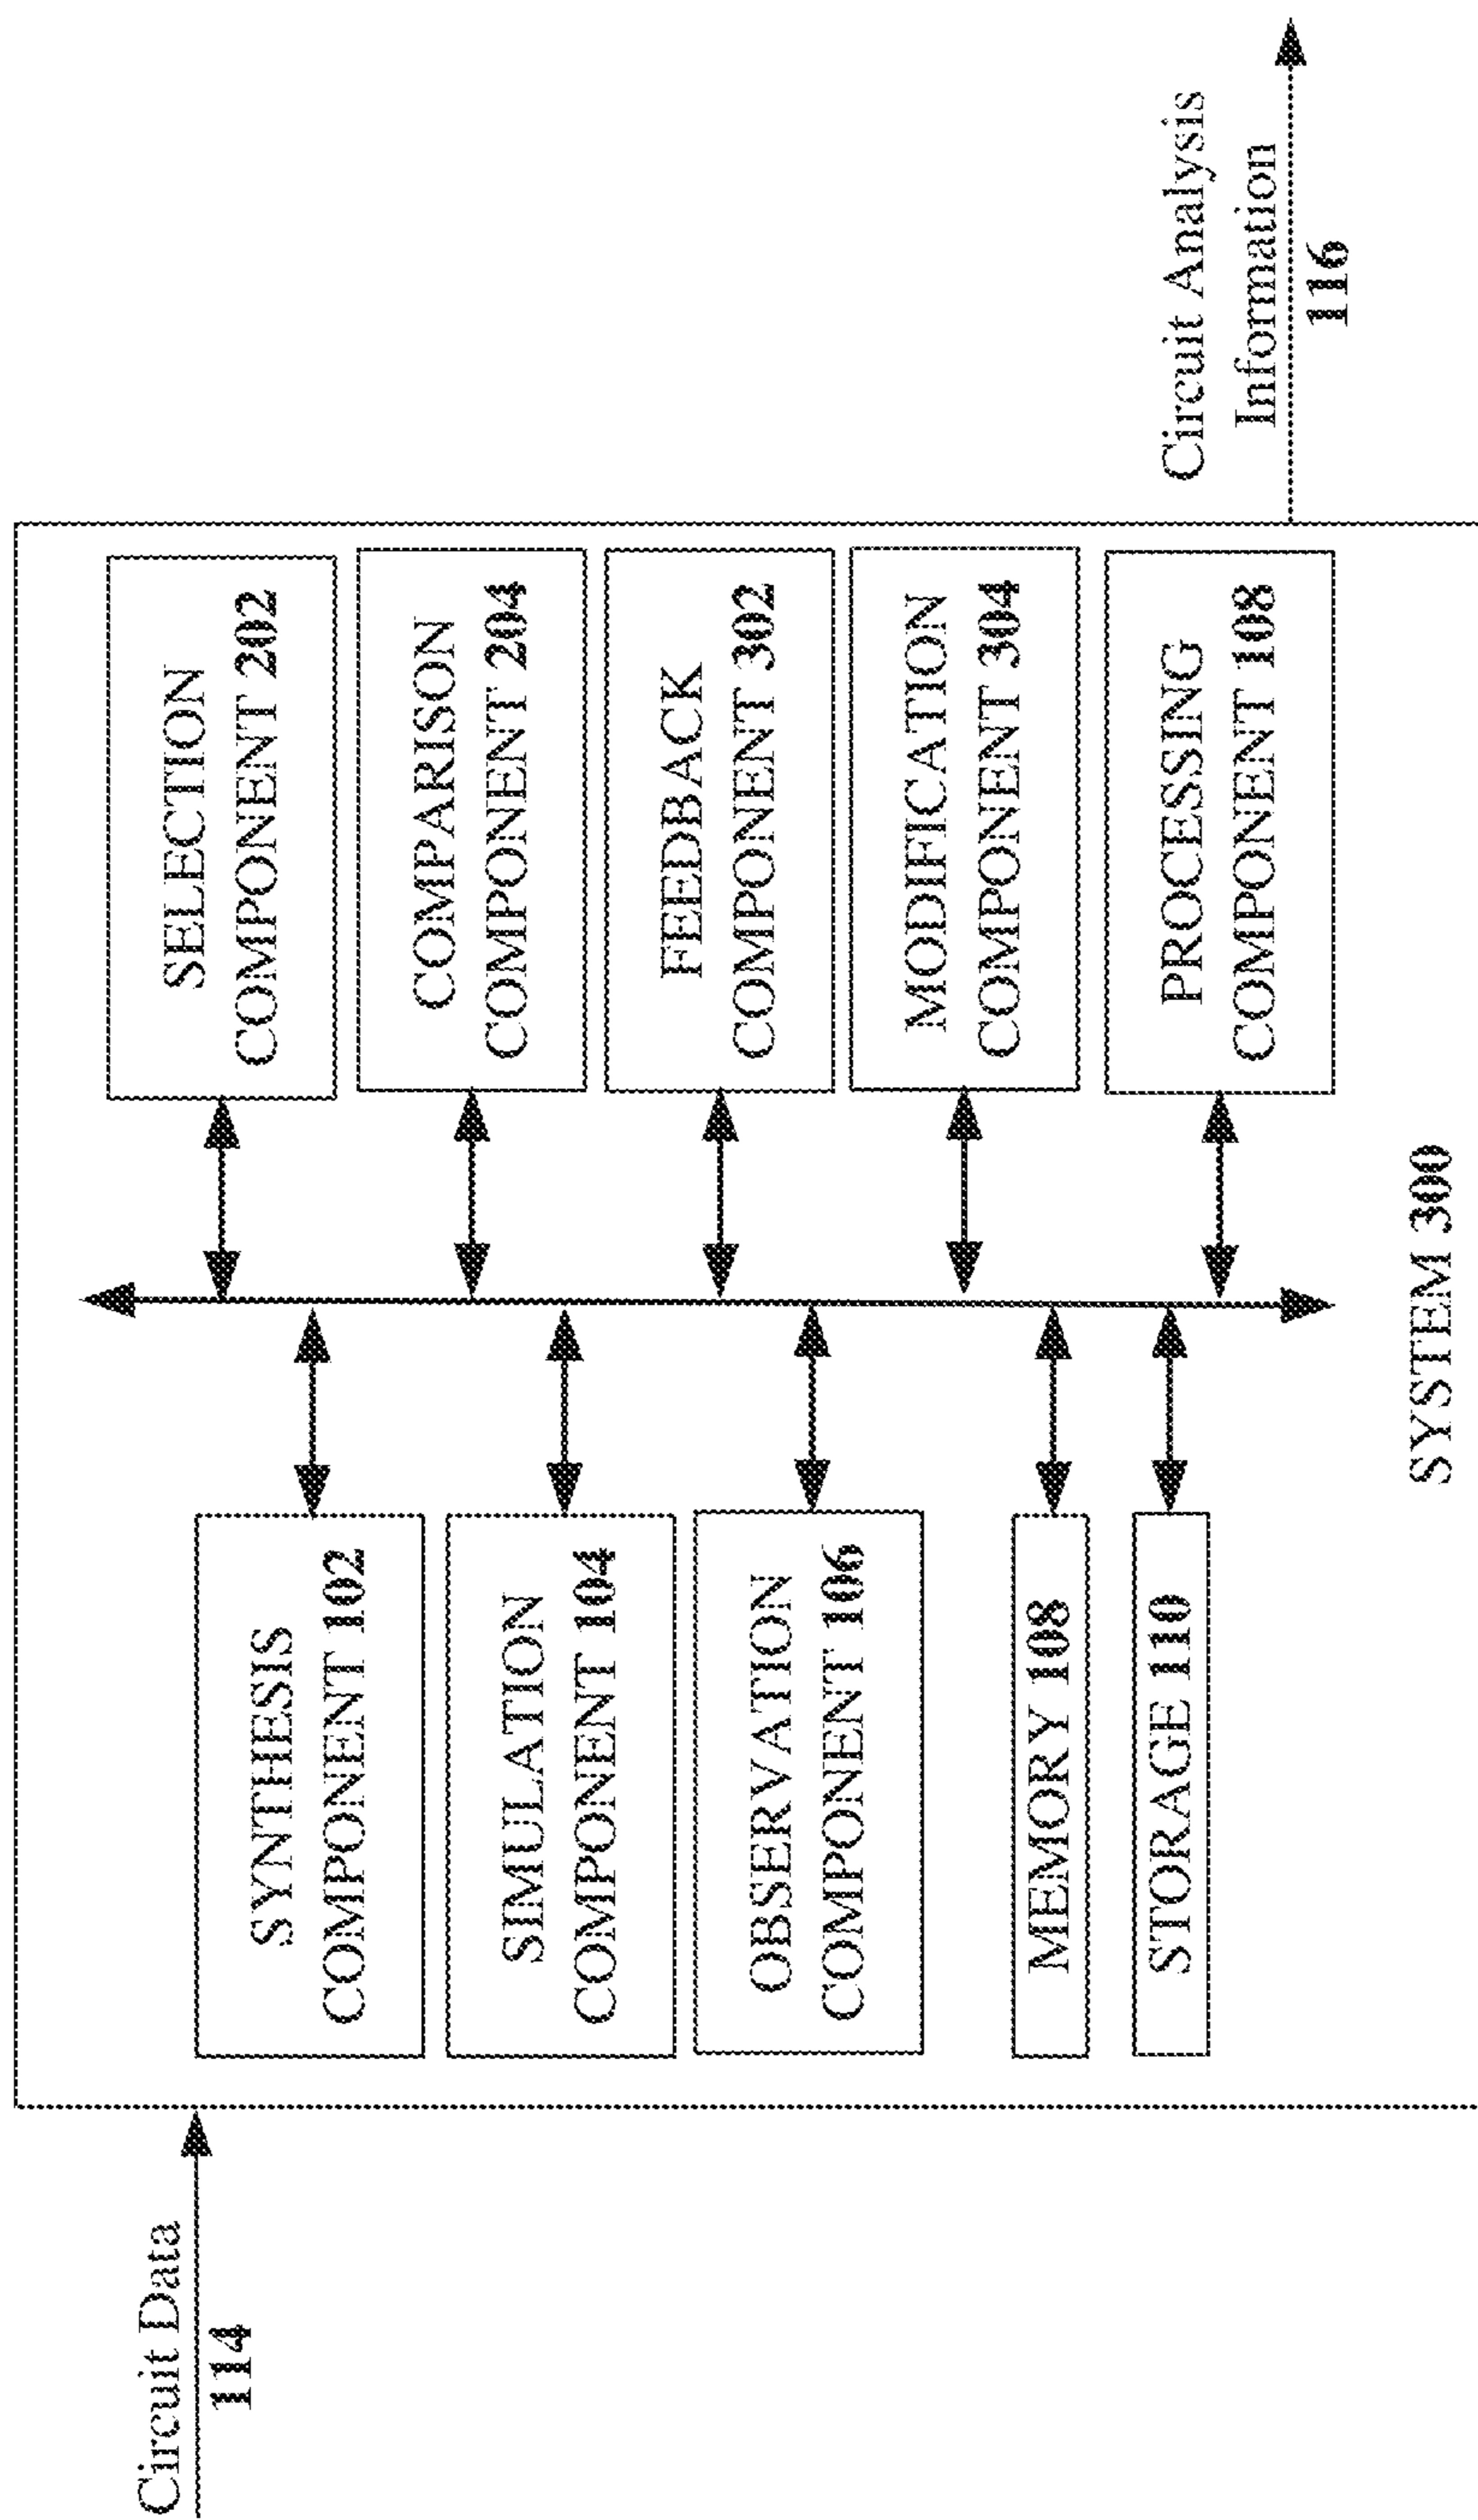 Circuit Data
114
SYNTHESIS
COMPONENT 102
SIMULATION
COMPONENT 104
OBSERVATION
COMPONENT 106
MEMORY 108
STORAGE 110
SELECTION
COMPONENT 202
COMPARISON
COMPONENT 204
FEEDBACK
COMPONENT 302
MODIFICATION
COMPONENT 304
PROCESSING
COMPONENT 108
SYSTEM 300
Circuit Analysis
Information
116